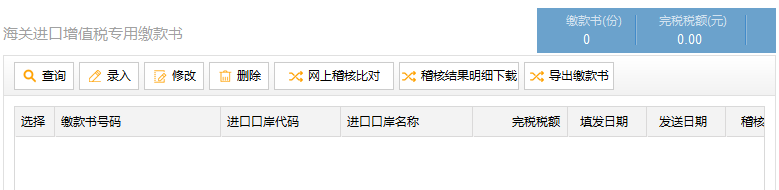 海关进口增值税专用缴款书
缴款书(份) 完税税额(元)
0 0.00
查询 录入 修改 删除 网上稽核比对 稽核结果明细下载 导出缴款书
选择 缴款书号码 进口口岸代码 进口口岸名称 完税税额 填发日期 发送日期 稽核